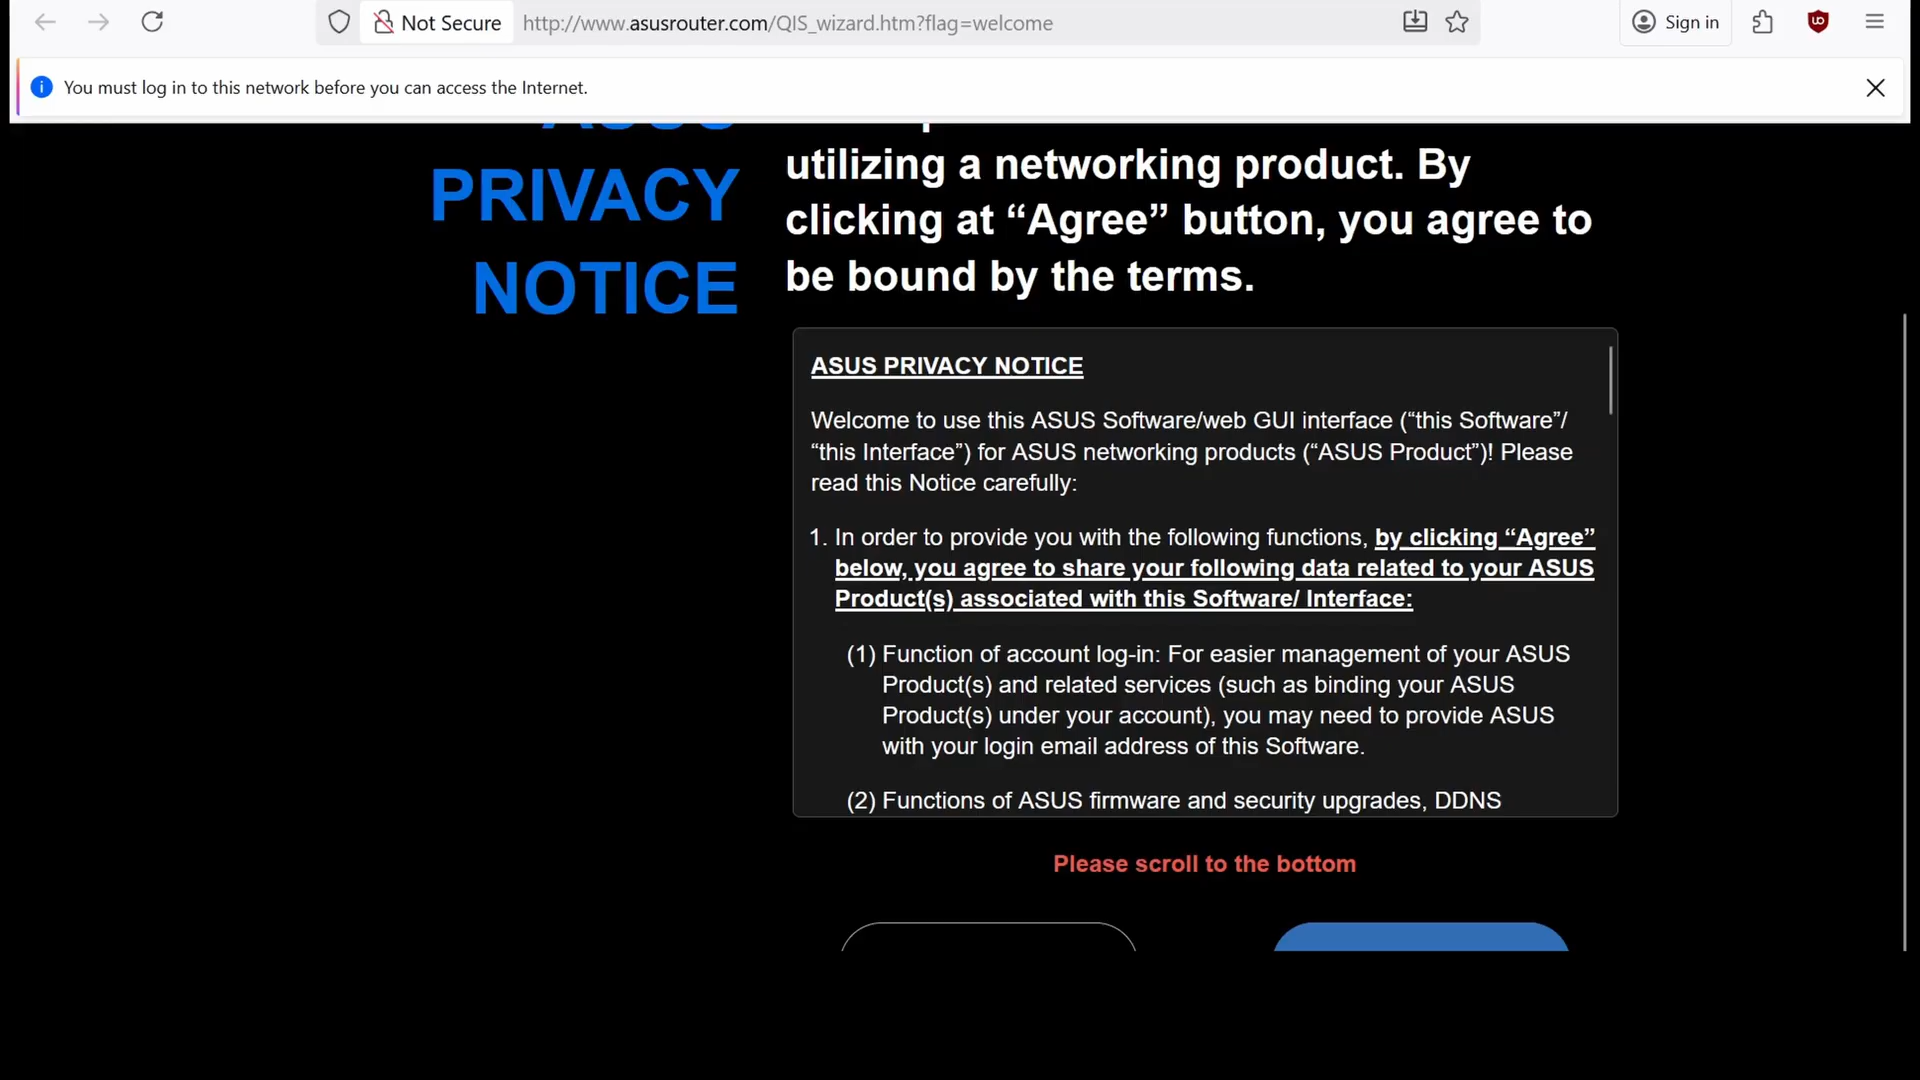 Not Secure http://www.asusrouter.com/QIS_wizard.htm?flag=welcome Sign in
You must log in to this network before you can access the Internet.
PRIVACY
NOTICE
utilizing a networking product. By
clicking at “Agree” button, you agree to
be bound by the terms.
ASUS PRIVACY NOTICE
Welcome to use this ASUS Software/web GUI interface (“this Software”/
“this Interface”) for ASUS networking products (“ASUS Product”)! Please
read this Notice carefully:
1. In order to provide you with the following functions, by clicking “Agree”
below, you agree to share your following data related to your ASUS
Product(s) associated with this Software/ Interface:
(1) Function of account log-in: For easier management of your ASUS
Product(s) and related services (such as binding your ASUS
Product(s) under your account), you may need to provide ASUS
with your login email address of this Software.
(2) Functions of ASUS firmware and security upgrades, DDNS
Please scroll to the bottom